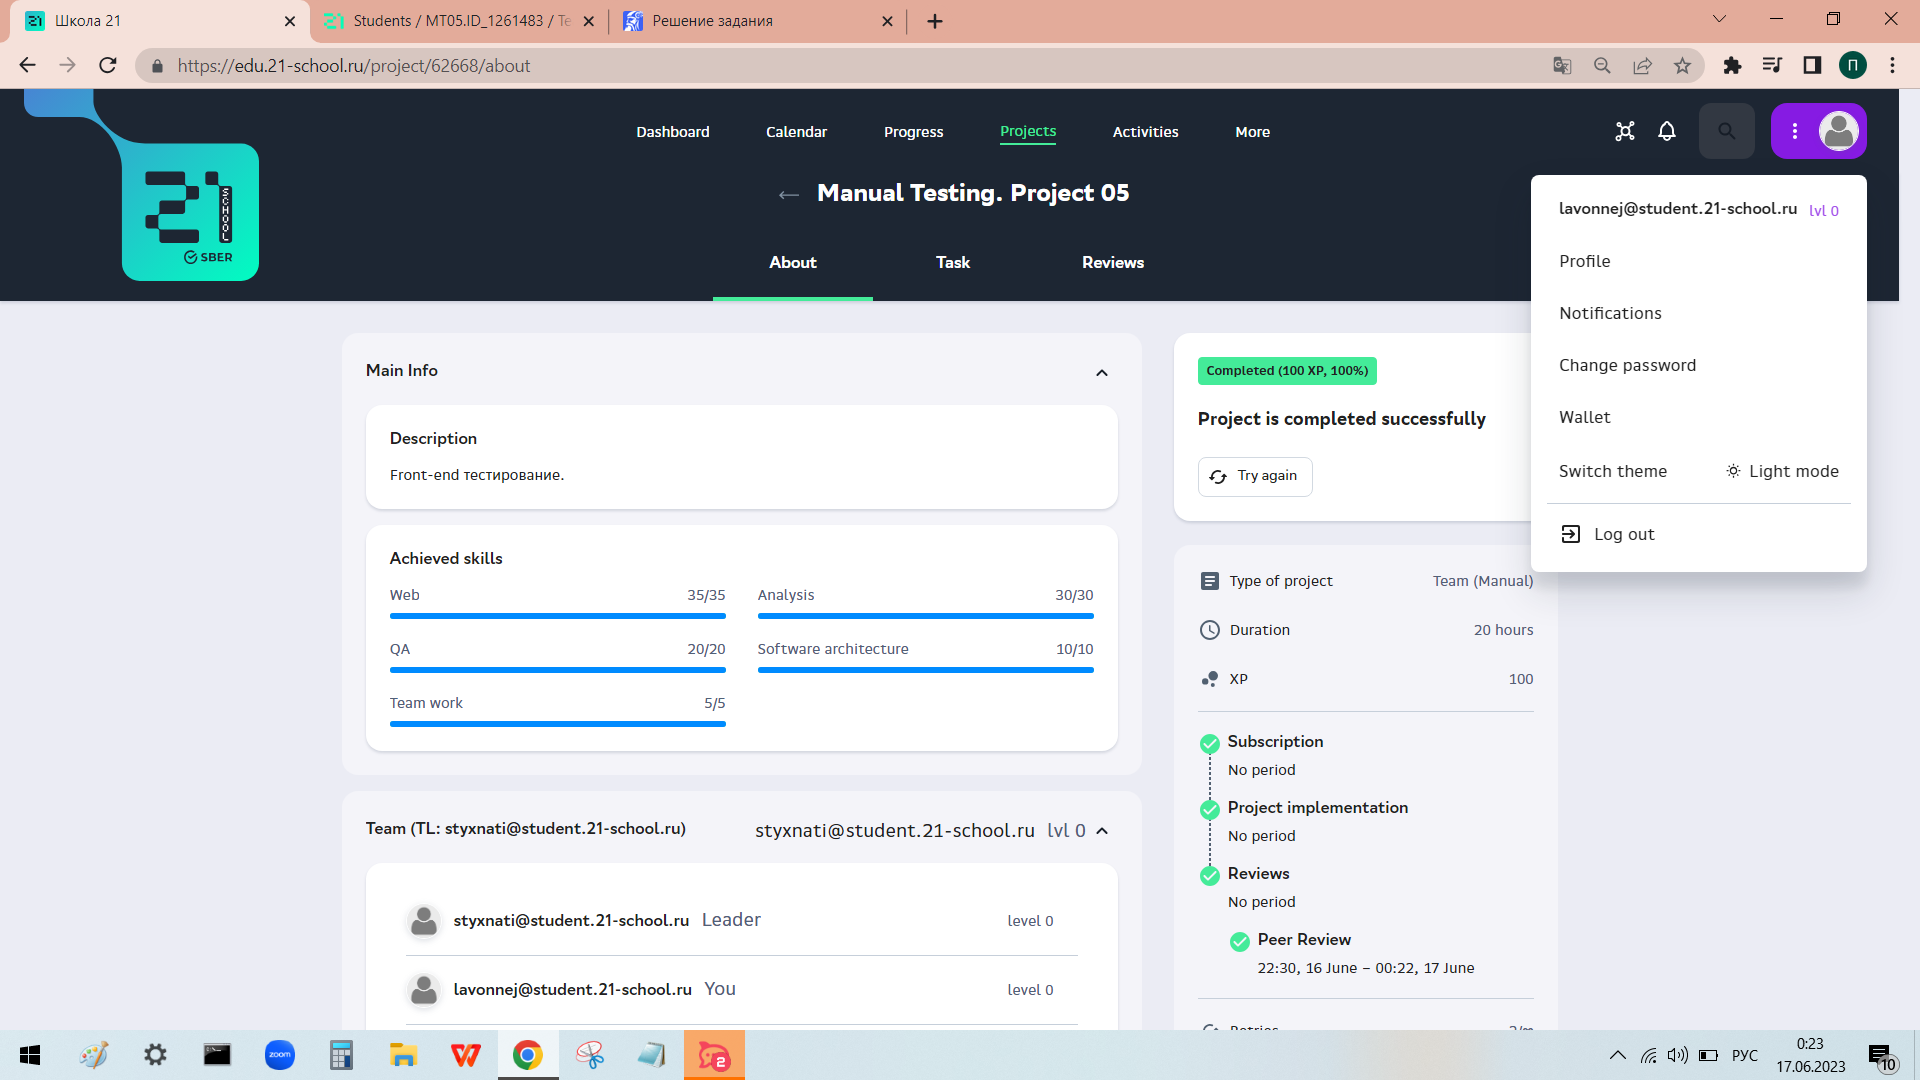 Школа 21
Students / MT05.ID_1261483 / Te
Решение задания
https://edu.21-school.ru/project/62668/about
П
21 SCHOOL
SBER
Dashboard
Calendar
Progress
Projects
Activities
More
Manual Testing. Project 05
About
Task
Reviews
lavonnej@student.21-school.ru lvl 0
Profile
Notifications
Change password
Wallet
Switch theme Light mode
Log out
Main Info
Description
Front-end тестирование.
Achieved skills
Web 35/35
Analysis 30/30
QA 20/20
Software architecture 10/10
Team work 5/5
Team (TL: styxnati@student.21-school.ru)
styxnati@student.21-school.ru lvl 0
styxnati@student.21-school.ru Leader level 0
lavonnej@student.21-school.ru You level 0
Completed (100 XP, 100%)
Project is completed successfully
Try again
Type of project Team (Manual)
Duration 20 hours
XP 100
Subscription
No period
Project implementation
No period
Reviews
No period
Peer Review
22:30, 16 June – 00:22, 17 June
Retries
zoom
2
РУС
0:23
17.06.2023
10